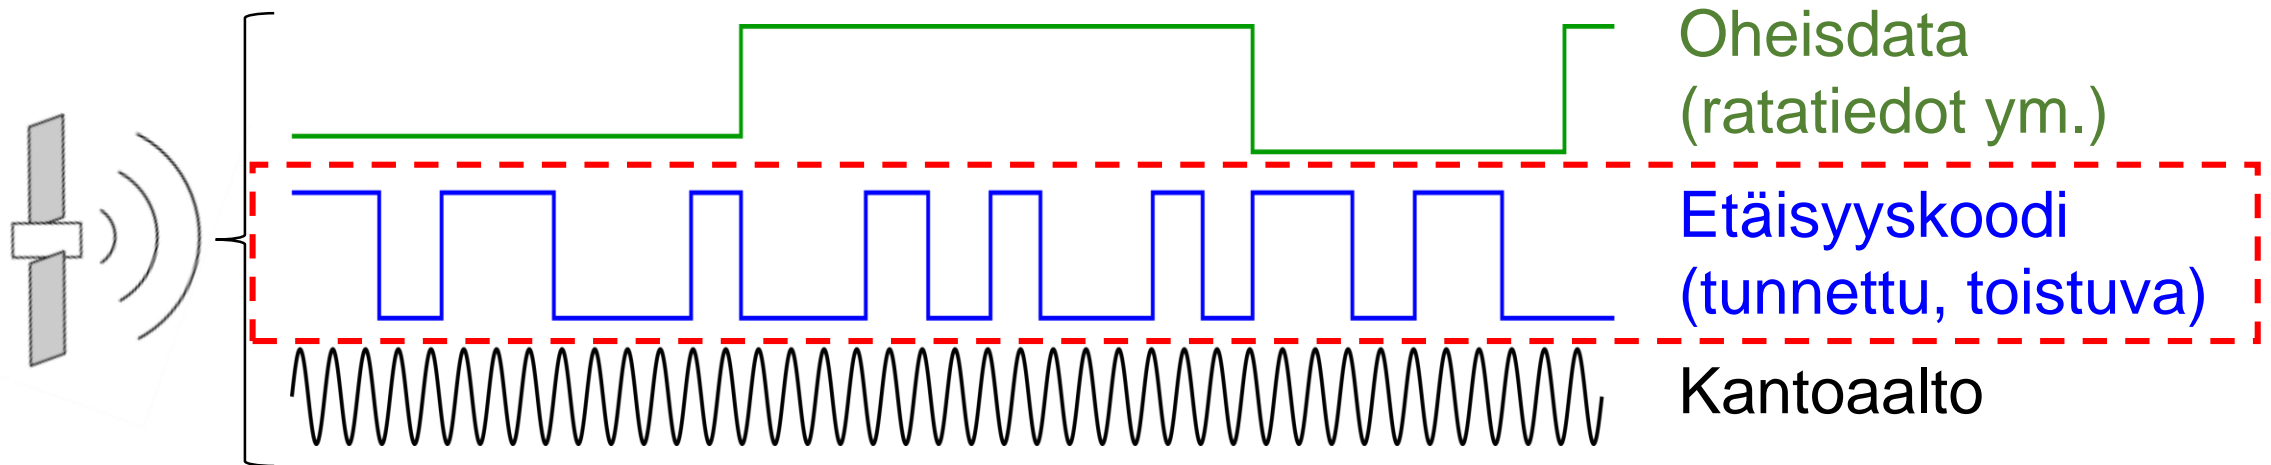 Oheisdata
(ratatiedot ym.)
Etäisyyskoodi
(tunnettu, toistuva)
Kantoaalto